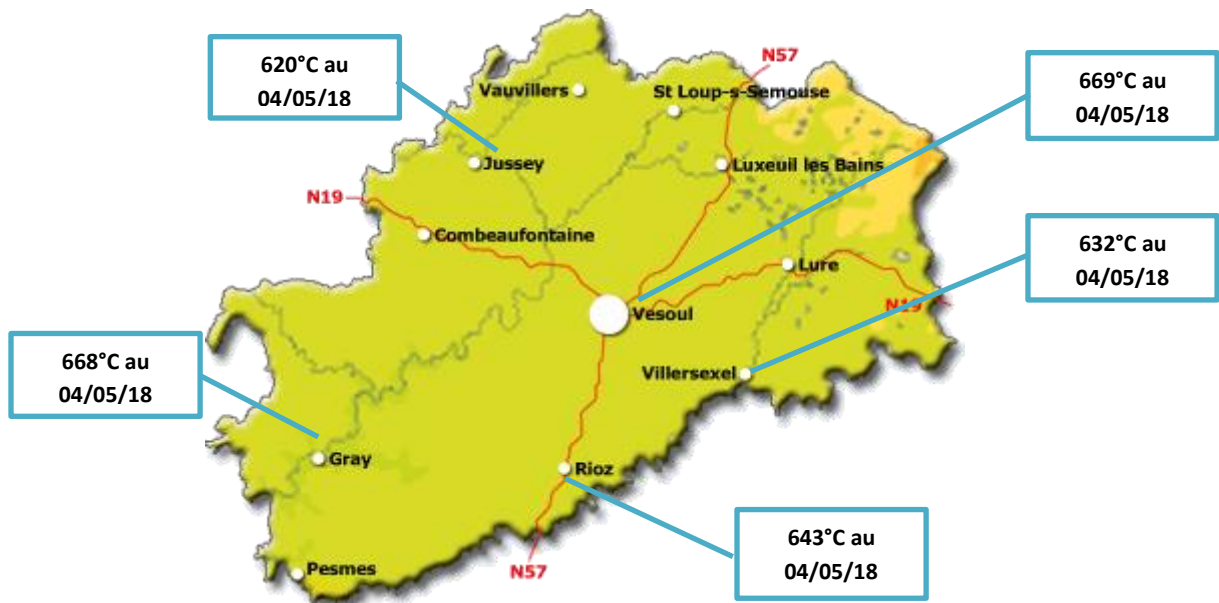 N57
620°C au
04/05/18
669°C au
04/05/18
Vauvillers
St Loup-s-Semouse
Jussey
Luxeuil les Bains
N19
Combeaufontaine
632°C au
04/05/18
Lure
N19
Vesoul
668°C au
04/05/18
Villersexel
Gray
Rioz
643°C au
04/05/18
Pesmes
N57